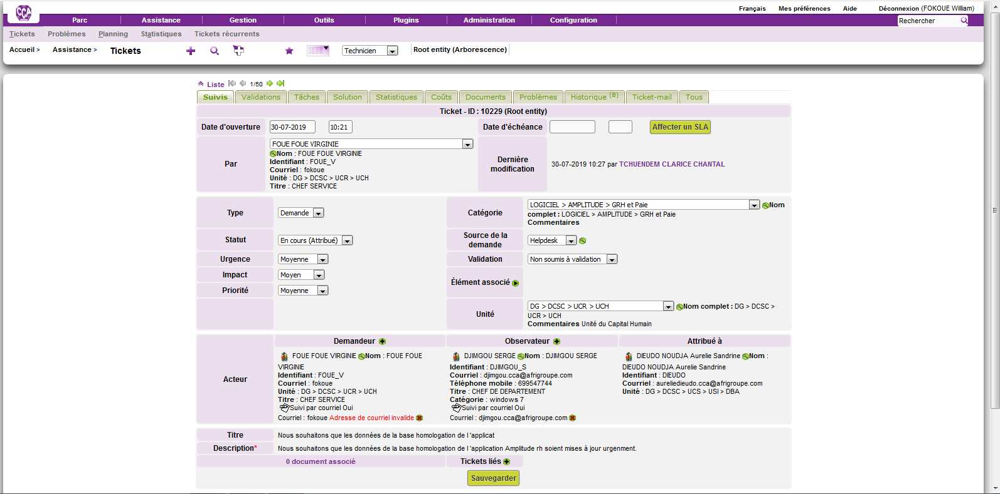 CCA
Français Mes préférences Aide Déconnexion (FOKOUE William)
Parc Assistance Gestion Outils Plugins Administration Configuration Rechercher
Tickets Problèmes Planning Statistiques Tickets récurrents
Accueil > Assistance > Tickets Technicien Root entity (Arborescence)
Liste 1/50
Suivis Validations Tâches Solution Statistiques Coûts Documents Problèmes Historique (8) Ticket-mail Tous
Ticket - ID : 10229 (Root entity)
Date d'ouverture 30-07-2019 10:21 Date d'échéance Affecter un SLA
Par
FOUE FOUE VIRGINIE
Nom : FOUE FOUE VIRGINIE
Identifiant : FOUE_V
Courriel : fokoue
Unité : DG > DCSC > UCR > UCH
Titre : CHEF SERVICE
Dernière
modification
30-07-2019 10:27 par TCHUENDEM CLARICE CHANTAL
Type Demande
Catégorie
LOGICIEL > AMPLITUDE > GRH et Paie Nom
complet : LOGICIEL > AMPLITUDE > GRH et Paie
Commentaires
Statut En cours (Attribué)
Source de la
demande
Helpdesk
Urgence Moyenne Validation Non soumis à validation
Impact Moyen
Élément associé
Priorité Moyenne
Unité
DG > DCSC > UCR > UCH Nom complet : DG > DCSC >
UCR > UCH
Commentaires Unité du Capital Humain
Acteur
Demandeur
FOUE FOUE VIRGINIE Nom : FOUE FOUE
VIRGINIE
Identifiant : FOUE_V
Courriel : fokoue
Unité : DG > DCSC > UCR > UCH
Titre : CHEF SERVICE
Suivi par courriel Oui
Courriel : fokoue Adresse de courriel invalide
Observateur
DJIMGOU SERGE Nom : DJIMGOU SERGE
Identifiant : DJIMGOU_S
Courriel : djimgou.cca@afrigroupe.com
Téléphone mobile : 699547744
Titre : CHEF DE DEPARTEMENT
Catégorie : windows 7
Suivi par courriel Oui
Courriel : djimgou.cca@afrigroupe.com
Attribué à
DIEUDO NOUDJA Aurelie Sandrine Nom :
DIEUDO NOUDJA Aurelie Sandrine
Identifiant : DIEUDO
Courriel : aureliedieudo.cca@afrigroupe.com
Unité : DG > DCSC > UCS > USI > DBA
Titre Nous souhaitons que les données de la base homologation de l 'applicat
Description* Nous souhaitons que les données de la base homologation de l 'application Amplitude rh soient mises à jour urgenment.
0 document associé Tickets liés
Sauvegarder